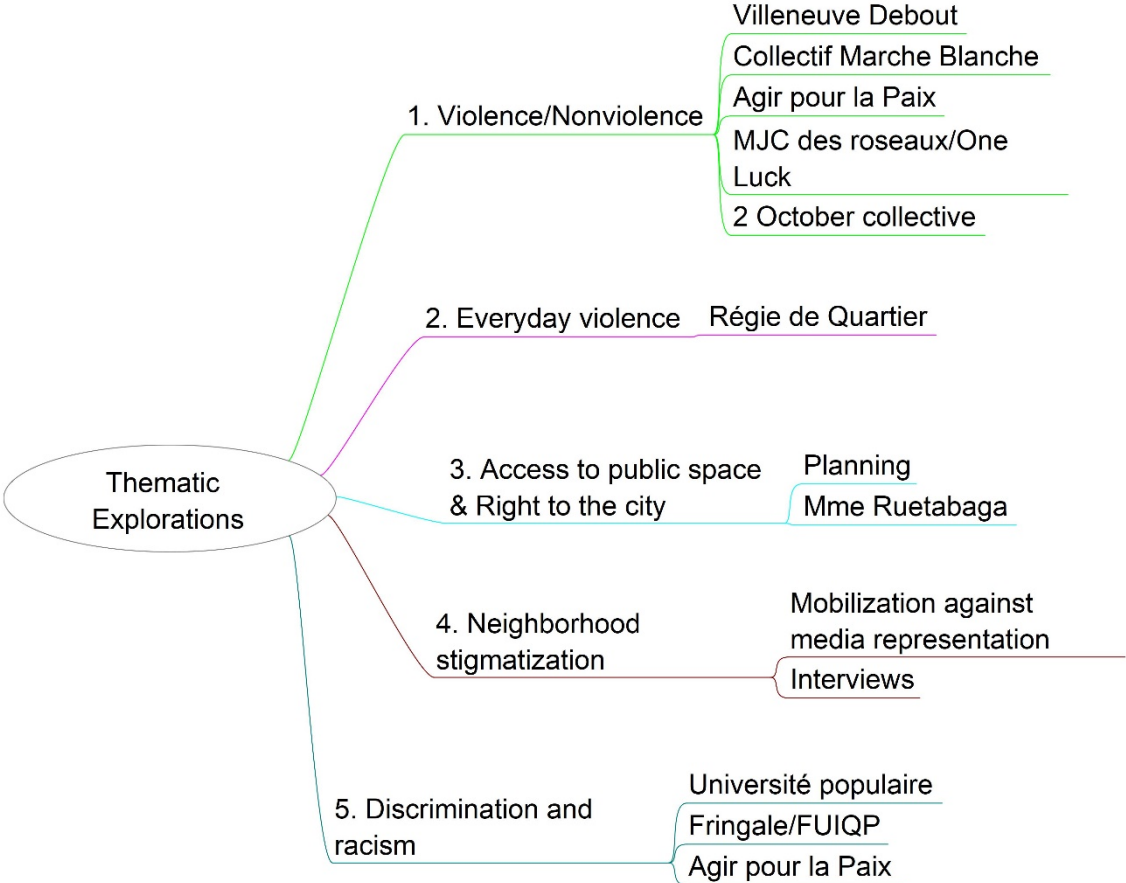 Thematic
Explorations
1. Violence/Nonviolence
Villeneuve Debout
Collectif Marche Blanche
Agir pour la Paix
MJC des roseaux/One
Luck
2 October collective
2. Everyday violence
Régie de Quartier
3. Access to public space
& Right to the city
Planning
Mme Ruetabaga
4. Neighborhood
stigmatization
Mobilization against
media representation
Interviews
5. Discrimination and
racism
Université populaire
Fringale/FUIQP
Agir pour la Paix